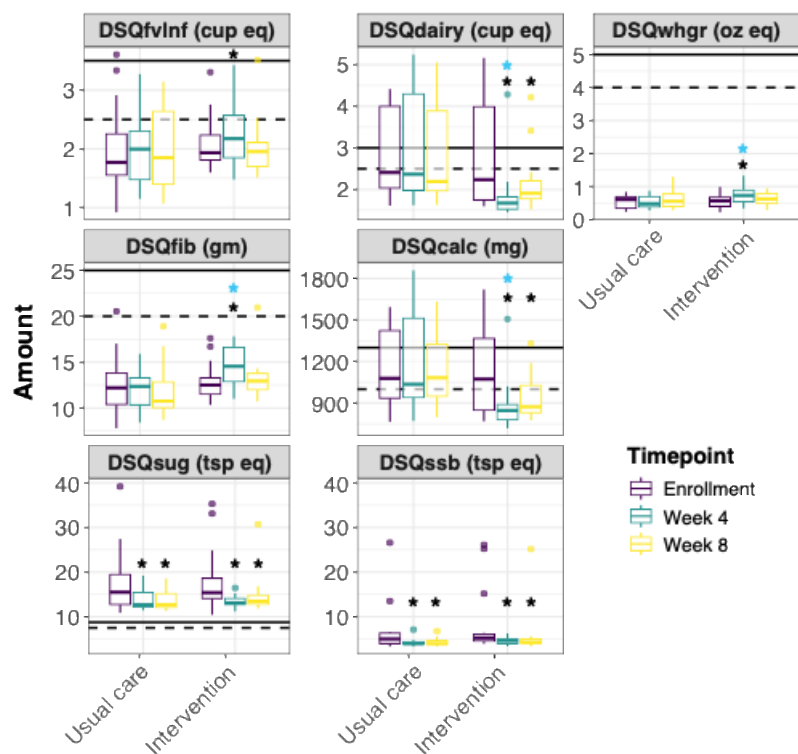 DSQfvlnf (cup eq)
DSQdairy (cup eq)
DSQwhgr (oz eq)
3
2
1
5
4
3
2
5
4
3
2
1
0
★
★
★ ★
★
★
Usual care
Intervention
DSQfib (gm)
DSQcalc (mg)
25
20
15
10
1800
1500
1200
900
★
★
★
★ ★
Amount
DSQsug (tsp eq)
DSQssb (tsp eq)
40
30
20
10
40
30
20
10
★ ★ ★ ★
★ ★ ★ ★
Usual care
Intervention
Usual care
Intervention
Timepoint
Enrollment
Week 4
Week 8